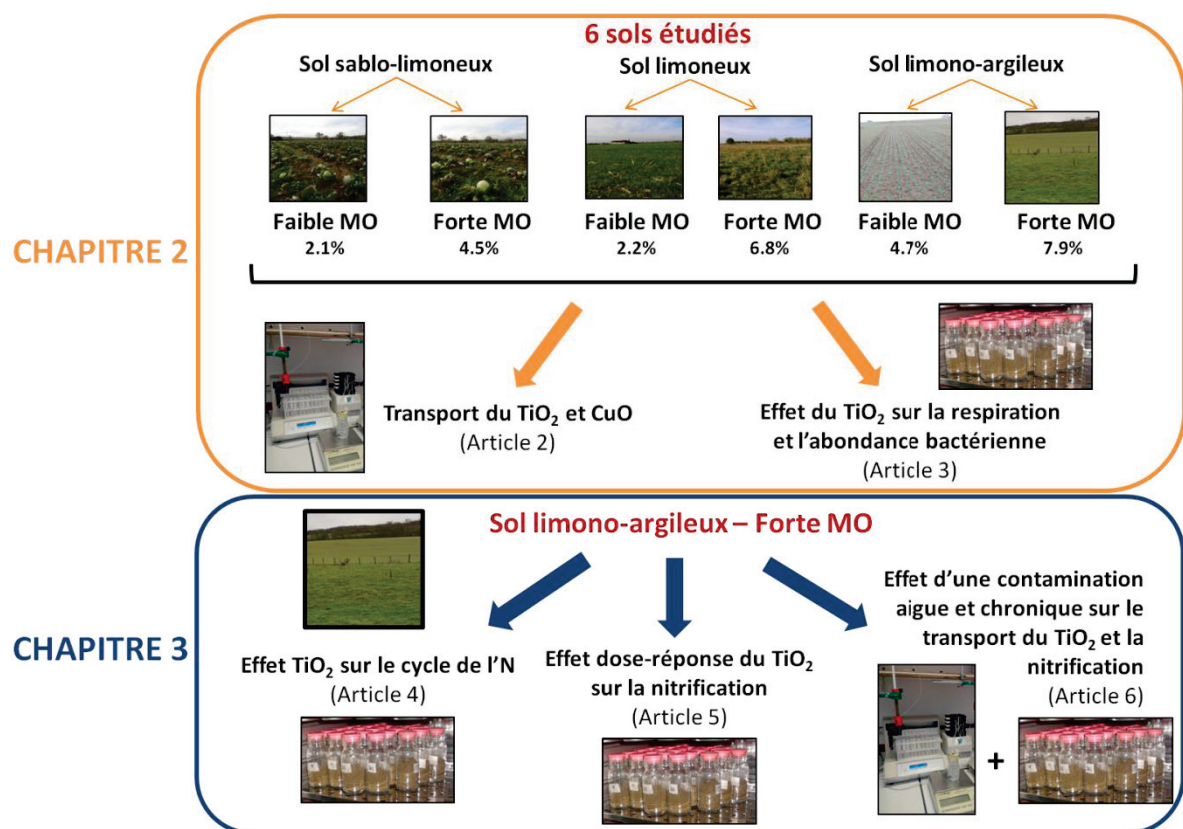 6 sols étudiés
Sol sablo-limoneux
Sol limoneux
Sol limono-argileux
Faible MO
2.1%
Forte MO
4.5%
Faible MO
2.2%
Forte MO
6.8%
Faible MO
4.7%
Forte MO
7.9%
CHAPITRE 2
Transport du TiO₂ et CuO
(Article 2)
Effet du TiO₂ sur la respiration
et l'abondance bactérienne
(Article 3)
Sol limono-argileux – Forte MO
CHAPITRE 3
Effet TiO₂ sur le cycle de l'N
(Article 4)
Effet dose-réponse du TiO₂
sur la nitrification
(Article 5)
Effet d'une contamination
aigue et chronique sur le
transport du TiO₂ et la
nitrification
(Article 6)
+